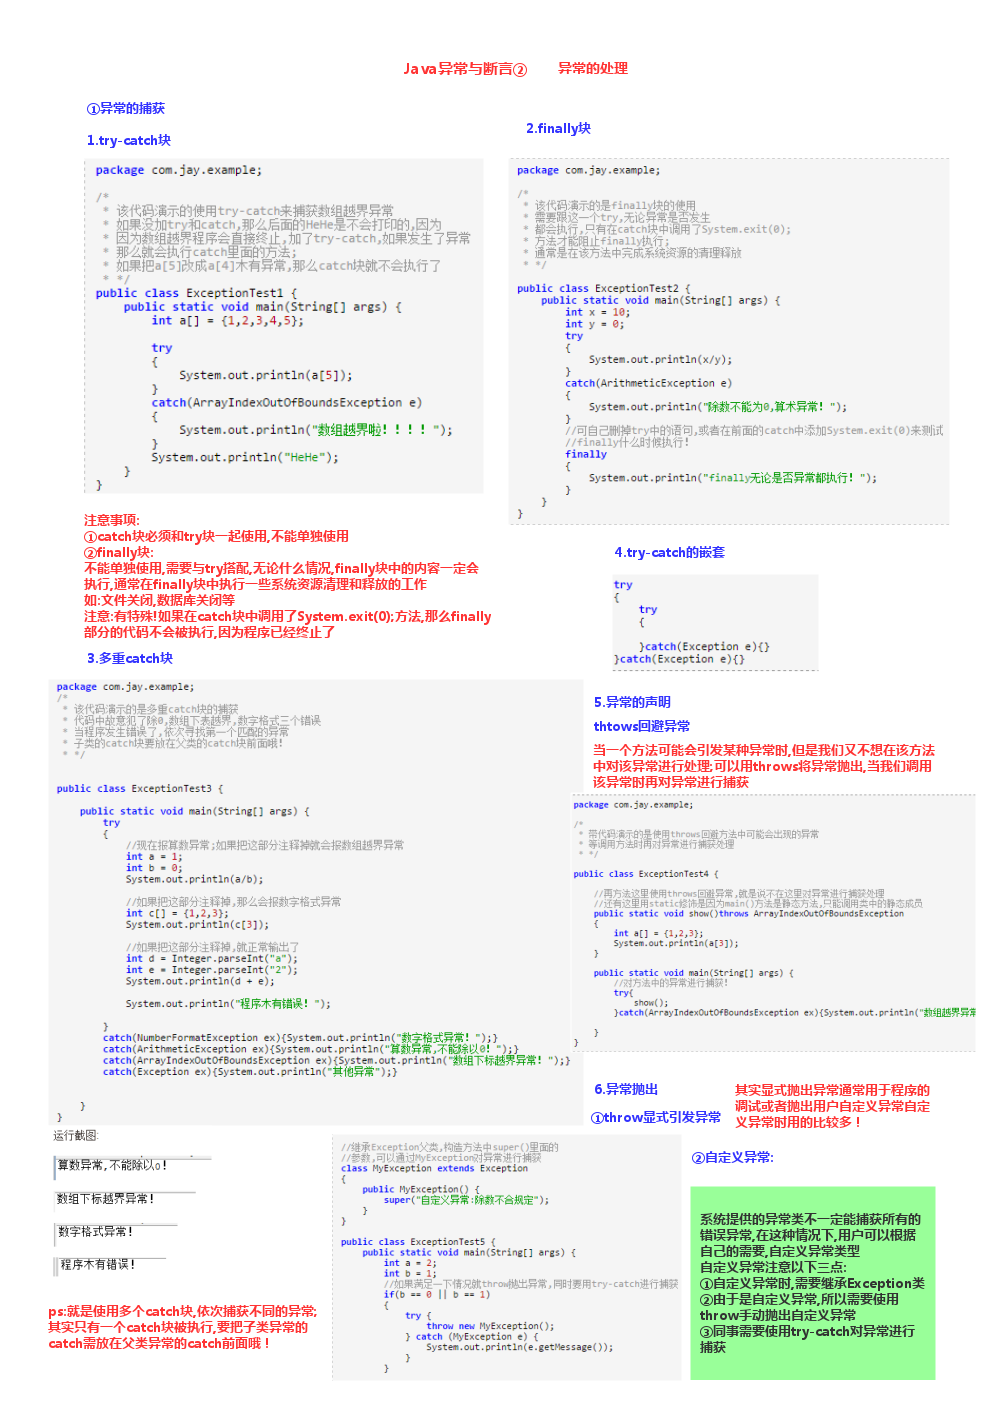 Java异常与断言② 异常的处理
①异常的捕获
1.try-catch块
package com.jay.example;
/*
* 该代码演示的使用try-catch来捕获数组越界异常
* 如果没加try和catch,那么后面的HeHe是不会打印的,因为
* 因为数组越界程序会直接终止,加了try-catch,如果发生了异常
* 那么就会执行catch里面的方法;
* 如果把a[5]改成a[4]木有异常,那么catch块就不会执行了
* */
public class ExceptionTest1 {
public static void main(String[] args) {
int a[] = {1,2,3,4,5};
try
{
System.out.println(a[5]);
}
catch(ArrayIndexOutOfBoundsException e)
{
System.out.println("数组越界啦！！！！");
}
System.out.println("HeHe");
}
}
注意事项:
①catch块必须和try块一起使用,不能单独使用
②finally块:
不能单独使用,需要与try搭配,无论什么情况,finally块中的内容一定会
执行,通常在finally块中执行一些系统资源清理和释放的工作
如:文件关闭,数据库关闭等
注意:有特殊!如果在catch块中调用了System.exit(0);方法,那么finally
部分的代码不会被执行,因为程序已经终止了
2.finally块
package com.jay.example;
/*
* 该代码演示的是finally块的使用
* 需要跟这一个try,无论异常是否发生
* 都会执行,只有在catch块中调用了System.exit(0);
* 方法才能阻止finally执行;
* 通常是在该方法中完成系统资源的清理释放
* */
public class ExceptionTest2 {
public static void main(String[] args) {
int x = 10;
int y = 0;
try
{
System.out.println(x/y);
}
catch(ArithmeticException e)
{
System.out.println("除数不能为0,算术异常！");
}
//可自己删掉try中的语句,或者在前面的catch中添加System.exit(0)来测试
//finally什么时候执行!
finally
{
System.out.println("finally无论是否异常都执行！");
}
}
}
3.多重catch块
package com.jay.example;
/*
* 该代码演示的是多重catch块的捕获
* 代码中故意犯了除0,数组下表越界,数字格式三个错误
* 当程序发生错误了,依次寻找第一个匹配的异常
* 子类的catch块要放在父类的catch块前面哦!
* */
public class ExceptionTest3 {
public static void main(String[] args) {
try
{
//现在报算数异常;如果把这部分注释掉就会报数组越界异常
int a = 1;
int b = 0;
System.out.println(a/b);
//如果把这部分注释掉,那么会报数字格式异常
int c[] = {1,2,3};
System.out.println(c[3]);
//如果把这部分注释掉,就正常输出了
int d = Integer.parseInt("a");
int e = Integer.parseInt("2");
System.out.println(d + e);
System.out.println("程序木有错误！");
}
catch(NumberFormatException ex){System.out.println("数字格式异常！");}
catch(ArithmeticException ex){System.out.println("算数异常,不能除以0！");}
catch(ArrayIndexOutOfBoundsException ex){System.out.println("数组下标越界异常！");}
catch(Exception ex){System.out.println("其他异常");}
}
}
运行截图:
算数异常,不能除以0！
数组下标越界异常！
数字格式异常！
程序木有错误！
ps:就是使用多个catch块,依次捕获不同的异常;
其实只有一个catch块被执行,要把子类异常的
catch需放在父类异常的catch前面哦！
4.try-catch的嵌套
try
{
try
{
}catch(Exception e){}
}catch(Exception e){}
5.异常的声明
thtows回避异常
当一个方法可能会引发某种异常时,但是我们又不想在该方法
中对该异常进行处理;可以用throws将异常抛出,当我们调用
该异常时再对异常进行捕获
package com.jay.example;
/*
* 带代码演示的是使用throws回避方法中可能会出现的异常
* 等调用方法时再对异常进行捕获处理
* */
public class ExceptionTest4 {
//再方法这里使用throws回避异常,就是说不在这里对异常进行捕获处理
//还有这里用static修饰是因为main()方法是静态方法,只能调用类中的静态成员
public static void show()throws ArrayIndexOutOfBoundsException
{
int a[] = {1,2,3};
System.out.println(a[3]);
}
public static void main(String[] args) {
//对方法中的异常进行捕获!
try{
show();
}catch(ArrayIndexOutOfBoundsException ex){System.out.println("数组越界异常
}
}
6.异常抛出
①throw显式引发异常
其实显式抛出异常通常用于程序的
调试或者抛出用户自定义异常自定
义异常时用的比较多！
//继承Exception父类,构造方法中super()里面的
//参数,可以通过MyException对异常进行捕获
class MyException extends Exception
{
public MyException() {
super("自定义异常:除数不合规定");
}
}
public class ExceptionTest5 {
public static void main(String[] args) {
int a = 2;
int b = 1;
//如果满足一下情况就throw抛出异常,同时要用try-catch进行捕获
if(b == 0 || b == 1)
{
try {
throw new MyException();
} catch (MyException e) {
System.out.println(e.getMessage());
}
}
②自定义异常:
系统提供的异常类不一定能捕获所有的
错误异常,在这种情况下,用户可以根据
自己的需要,自定义异常类型
自定义异常注意以下三点:
①自定义异常时,需要继承Exception类
②由于是自定义异常,所以需要使用
throw手动抛出自定义异常
③同事需要使用try-catch对异常进行
捕获